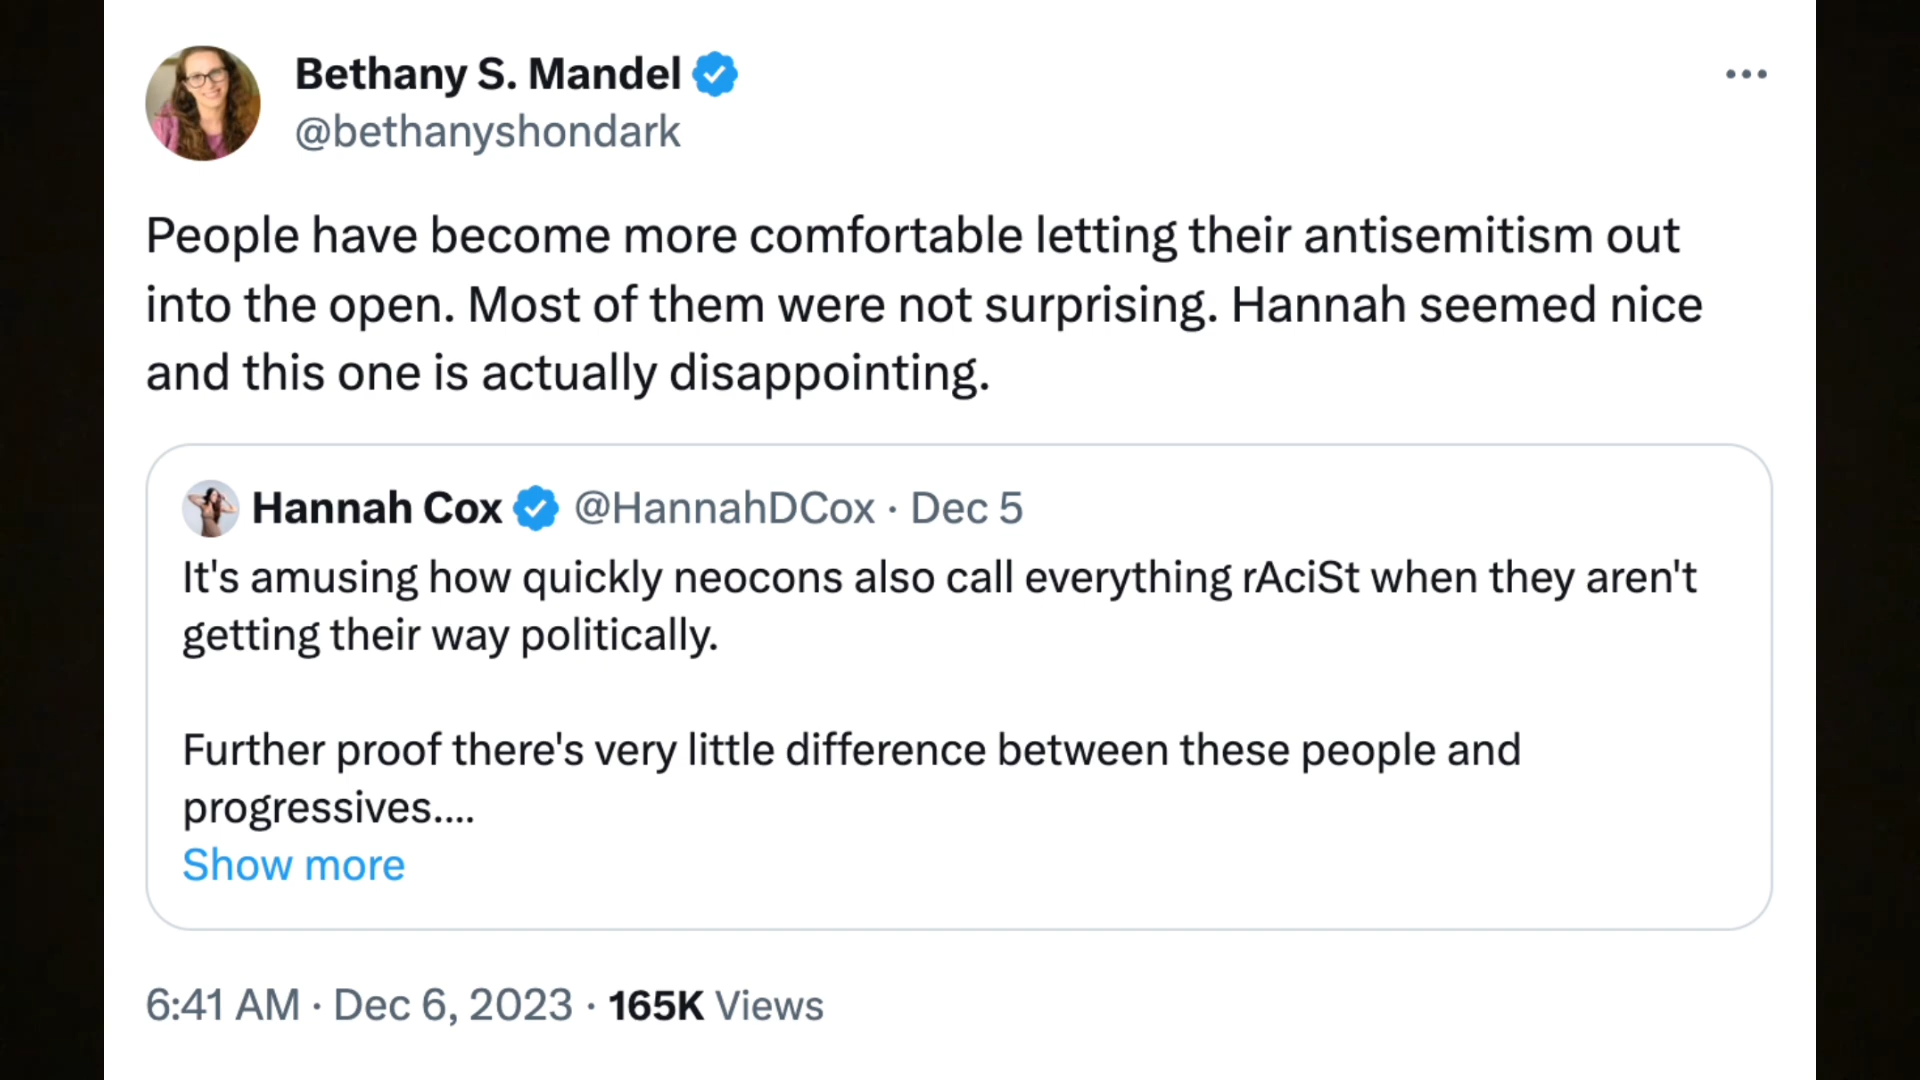 Bethany S. Mandel
@bethanyshondark
People have become more comfortable letting their antisemitism out
into the open. Most of them were not surprising. Hannah seemed nice
and this one is actually disappointing.
Hannah Cox @HannahDCox · Dec 5
It's amusing how quickly neocons also call everything rAciSt when they aren't
getting their way politically.
Further proof there's very little difference between these people and
progressives....
Show more
6:41 AM · Dec 6, 2023 · 165K Views